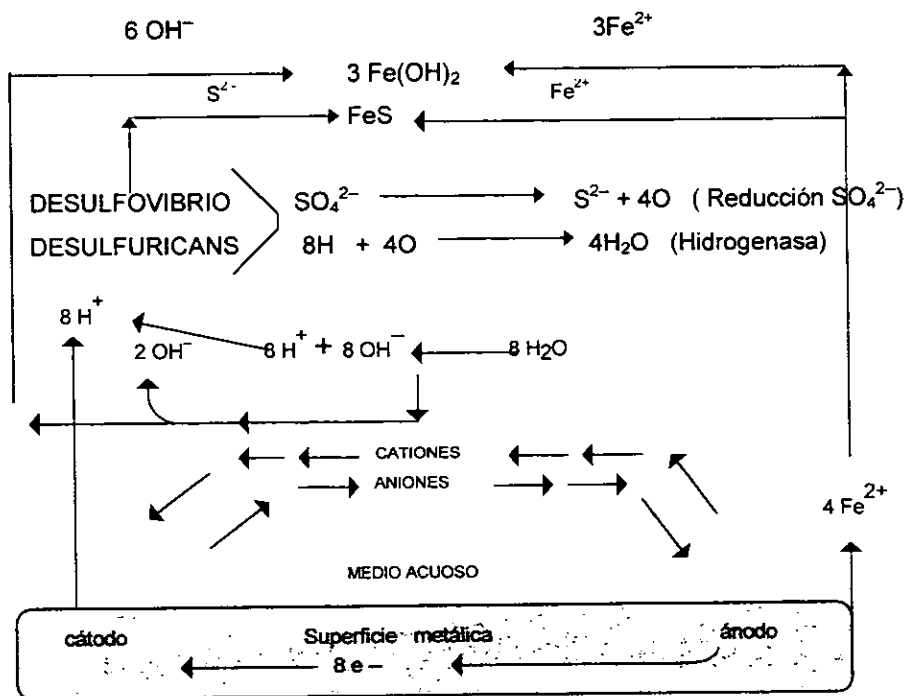 6 OH⁻ 3Fe²⁺
3 Fe(OH)₂
S²⁻ Fe²⁺
FeS
DESULFOVIBRIO SO₄²⁻ S²⁻ + 4O ( Reducción SO₄²⁻)
DESULFURICANS 8H + 4O 4H₂O (Hidrogenasa)
8 H⁺
2 OH⁻ 8 H⁺ + 8 OH⁻ 8 H₂O
CATIONES
ANIONES
4 Fe²⁺
MEDIO ACUOSO
cátodo Superficie metálica ánodo
8 e –